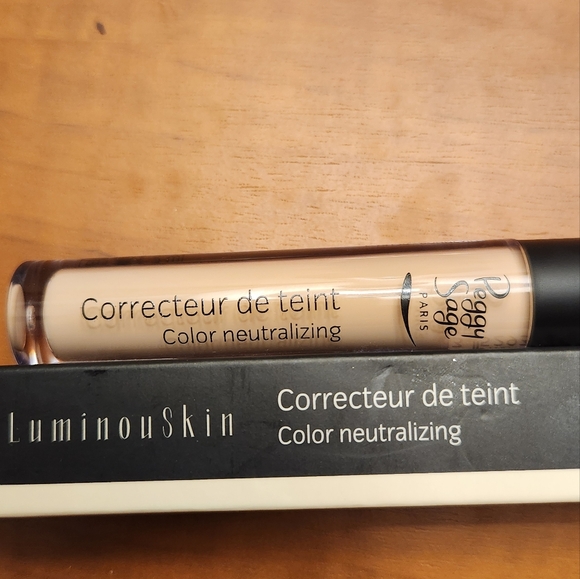 Correcteur de teint
Color neutralizing
Peggy
Sage
PARIS
LuminouSkin
Correcteur de teint
Color neutralizing